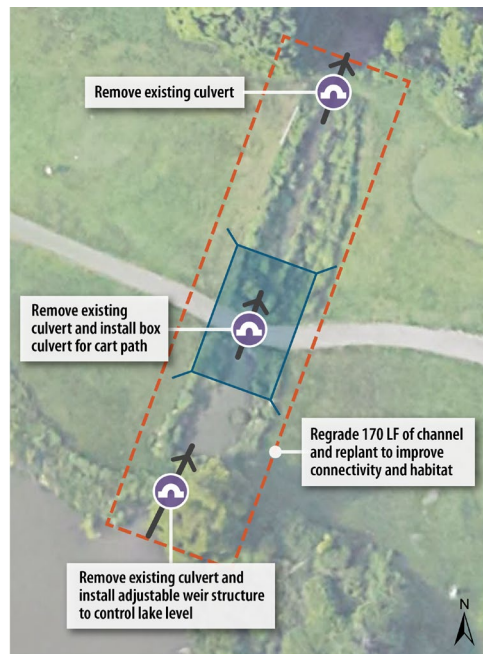 Remove existing culvert
Remove existing
culvert and install box
culvert for cart path
Regrade 170 LF of channel
and replant to improve
connectivity and habitat
Remove existing culvert and
install adjustable weir structure
to control lake level
N